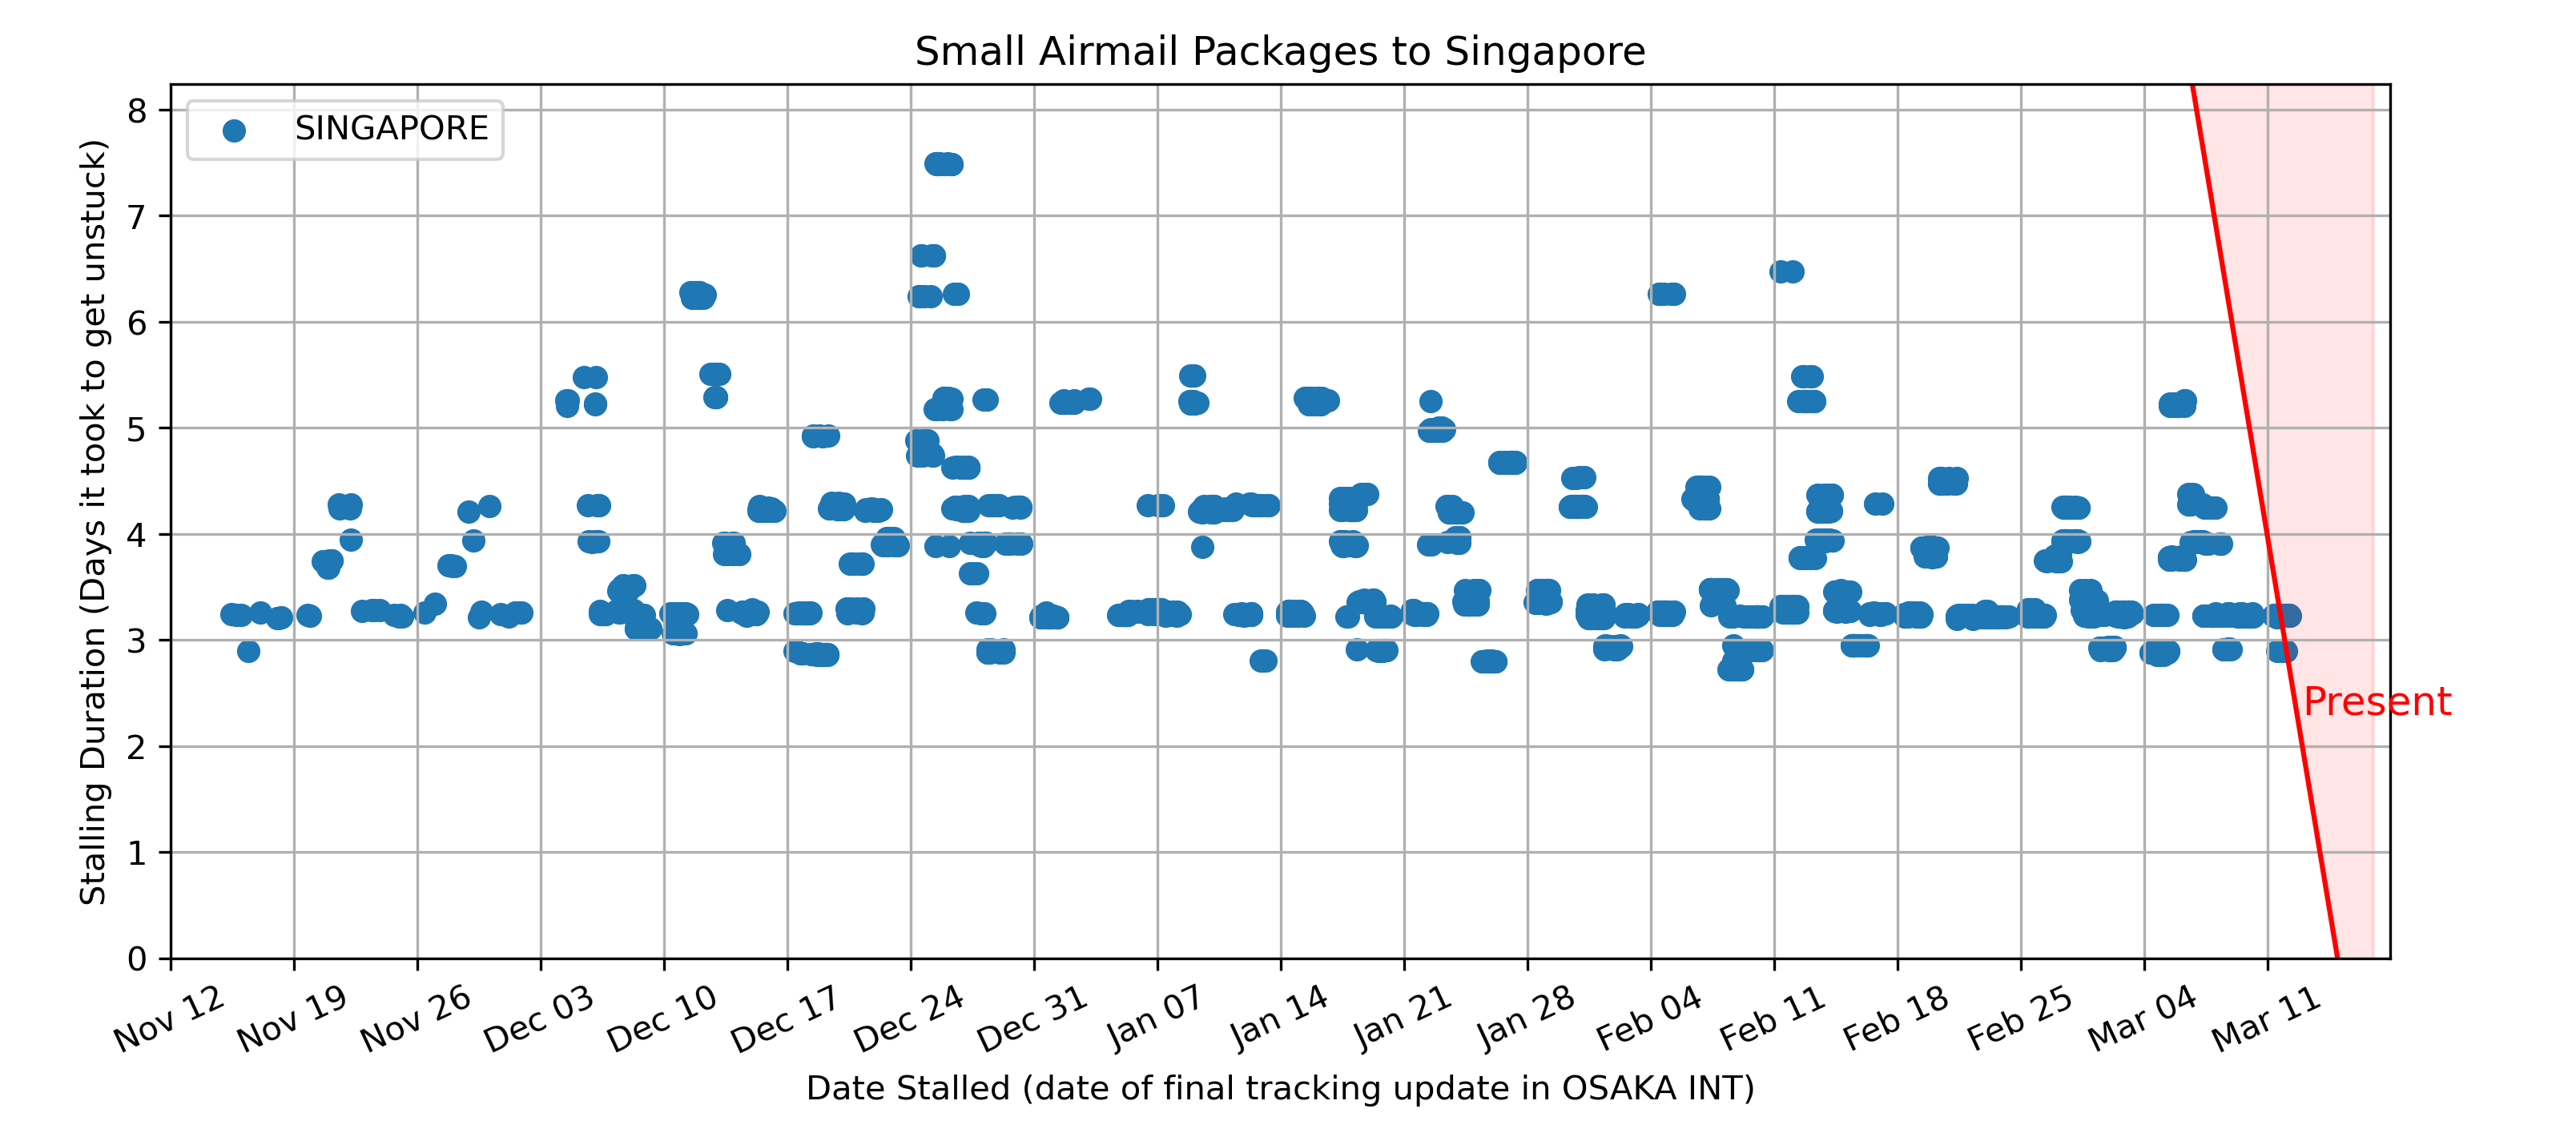 Small Airmail Packages to Singapore
SINGAPORE
Stalling Duration (Days it took to get unstuck)
8
7
6
5
4
3
2
1
0
Present
Nov 12
Nov 19
Nov 26
Dec 03
Dec 10
Dec 17
Dec 24
Dec 31
Jan 07
Jan 14
Jan 21
Jan 28
Feb 04
Feb 11
Feb 18
Feb 25
Mar 04
Mar 11
Date Stalled (date of final tracking update in OSAKA INT)